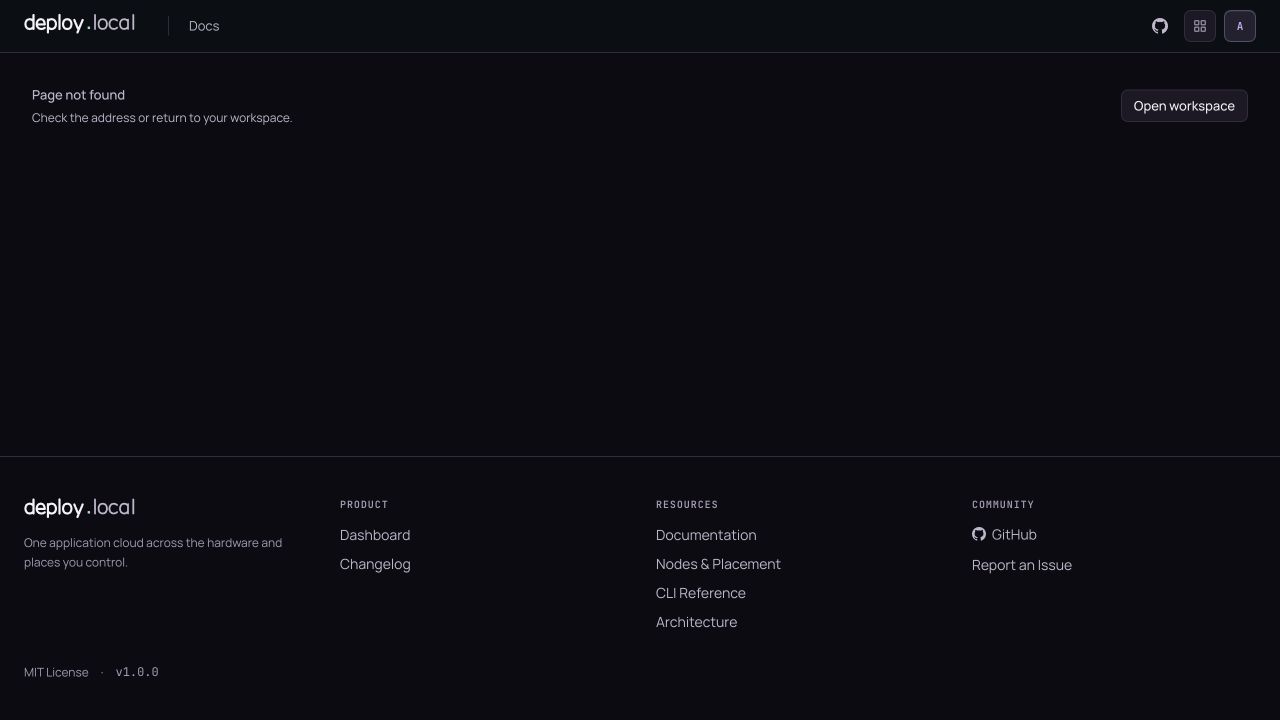 deploy.local
Docs
A
Page not found
Check the address or return to your workspace.
Open workspace
deploy.local
One application cloud across the hardware and
places you control.
PRODUCT
Dashboard
Changelog
RESOURCES
Documentation
Nodes & Placement
CLI Reference
Architecture
COMMUNITY
GitHub
Report an Issue
MIT License · v1.0.0